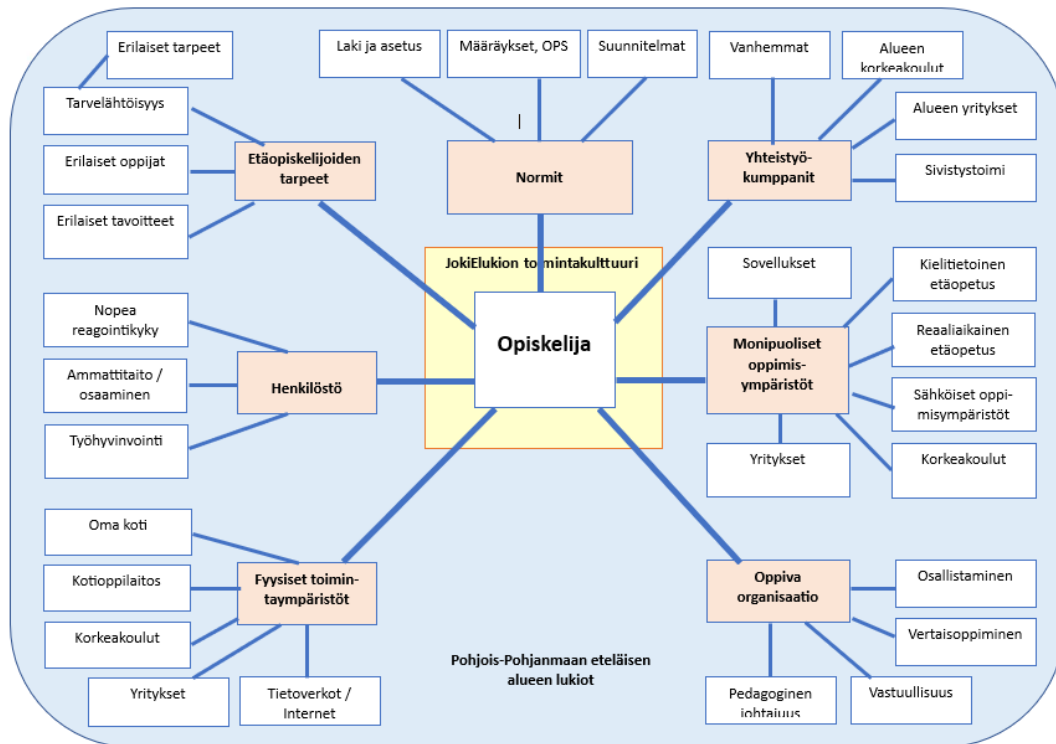 Erilaiset tarpeet
Laki ja asetus
Määräykset, OPS
Suunnitelmat
Vanhemmat
Alueen
korkeakoulut
Tarvelähtöisyys
Alueen yritykset
Etäopiskelijoiden
tarpeet
Normit
Yhteistyö-
kumppanit
Erilaiset oppijat
Sivistystoimi
Erilaiset tavoitteet
JokiElukion toimintakulttuuri
Opiskelija
Sovellukset
Kielitietoinen
etäopetus
Nopea
reagointikyky
Reaaliaikainen
etäopetus
Henkilöstö
Monipuoliset
oppimis-
ympäristöt
Ammattitaito /
osaaminen
Sähköiset oppi-
misympäristöt
Työhyvinvointi
Yritykset
Korkeakoulut
Oma koti
Kotioppilaitos
Fyysiset toimin-
taympäristöt
Oppiva
organisaatio
Osallistaminen
Korkeakoulut
Vertaisoppiminen
Pohjois-Pohjanmaan eteläisen
alueen lukiot
Yritykset
Tietoverkot /
Internet
Pedagoginen
johtajuus
Vastuullisuus